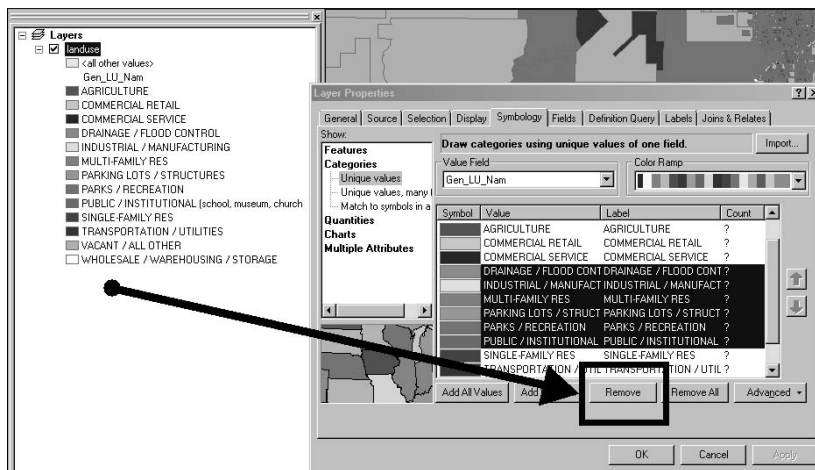 Layers
landuse
<all other values>
Gen_LU_Nam
AGRICULTURE
COMMERCIAL RETAIL
COMMERCIAL SERVICE
DRAINAGE / FLOOD CONTROL
INDUSTRIAL / MANUFACTURING
MULTI-FAMILY RES
PARKING LOTS / STRUCTURES
PARKS / RECREATION
PUBLIC / INSTITUTIONAL (school, museum, church
SINGLE-FAMILY RES
TRANSPORTATION / UTILITIES
VACANT / ALL OTHER
WHOLESALE / WAREHOUSING / STORAGE
Layer Properties
General Source Selection Display Symbology Fields Definition Query Labels Joins & Relates
Show:
Features
Categories
Unique values
Unique values, many f
Match to symbols in a
Quantities
Charts
Multiple Attributes
Draw categories using unique values of one field.
Import...
Value Field
Gen_LU_Nam
Color Ramp
Symbol Value Label Count
AGRICULTURE AGRICULTURE ?
COMMERCIAL RETAIL COMMERCIAL RETAIL ?
COMMERCIAL SERVICE COMMERCIAL SERVICE ?
DRAINAGE / FLOOD CONT DRAINAGE / FLOOD CONT ?
INDUSTRIAL / MANUFACT INDUSTRIAL / MANUFACT ?
MULTI-FAMILY RES MULTI-FAMILY RES ?
PARKING LOTS / STRUCT PARKING LOTS / STRUCT ?
PARKS / RECREATION PARKS / RECREATION ?
PUBLIC / INSTITUTIONAL PUBLIC / INSTITUTIONAL ?
SINGLE-FAMILY RES SINGLE-FAMILY RES ?
TRANSPORTATION / UTIL TRANSPORTATION / UTIL ?
Add All Values Add Remove Remove All Advanced
OK Cancel Apply